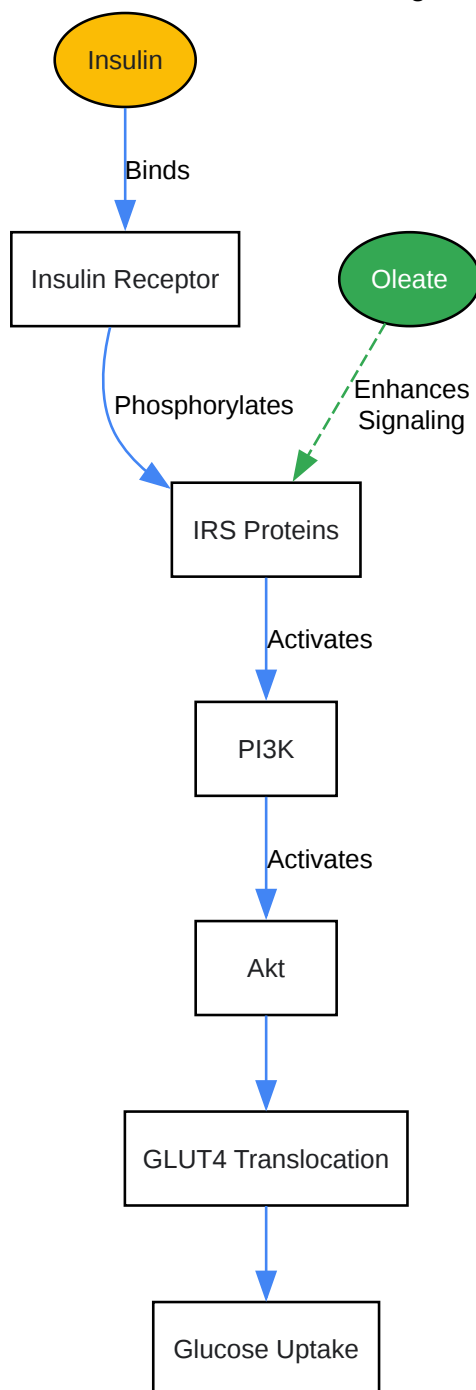 Insulin
Binds
Insulin Receptor
Oleate
Phosphorylates
Enhances
Signaling
IRS Proteins
Activates
PI3K
Activates
Akt
GLUT4 Translocation
Glucose Uptake